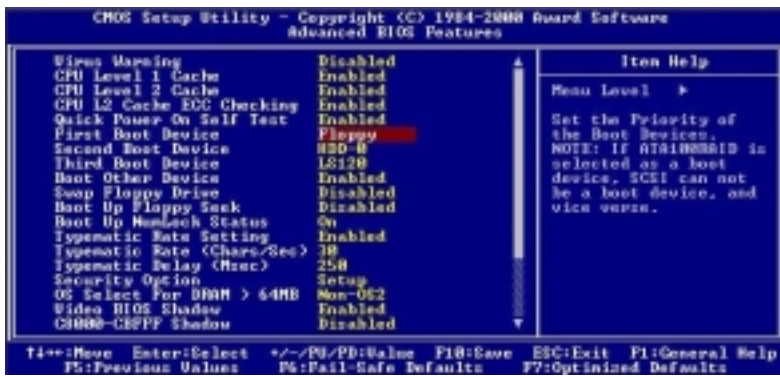 CMOS Setup Utility - Copyright (C) 1984-2000 Award Software
Advanced BIOS Features
Virus Warning Disabled
CPU Level 1 Cache Enabled
CPU Level 2 Cache Enabled
CPU L2 Cache ECC Checking Enabled
Quick Power On Self Test Enabled
First Boot Device Floppy
Second Boot Device HDD-0
Third Boot Device LS120
Boot Other Device Enabled
Swap Floppy Drive Disabled
Boot Up Floppy Seek Disabled
Boot Up NumLock Status On
Typematic Rate Setting Enabled
Typematic Rate (Chars/Sec) 30
Typematic Delay (Msec) 250
Security Option Setup
OS Select For DRAM > 64MB Non-OS2
Video BIOS Shadow Enabled
C8000-CBFFF Shadow Disabled
Item Help
Menu Level ▸
Set the Priority of
the Boot Devices.
NOTE: If ATA100RAID is
selected as a boot
device, SCSI can not
be a boot device, and
vice verse.
↑↓→←:Move Enter:Select +/-/PU/PD:Value F10:Save ESC:Exit F1:General Help
F5:Previous Values F6:Fail-Safe Defaults F7:Optimized Defaults